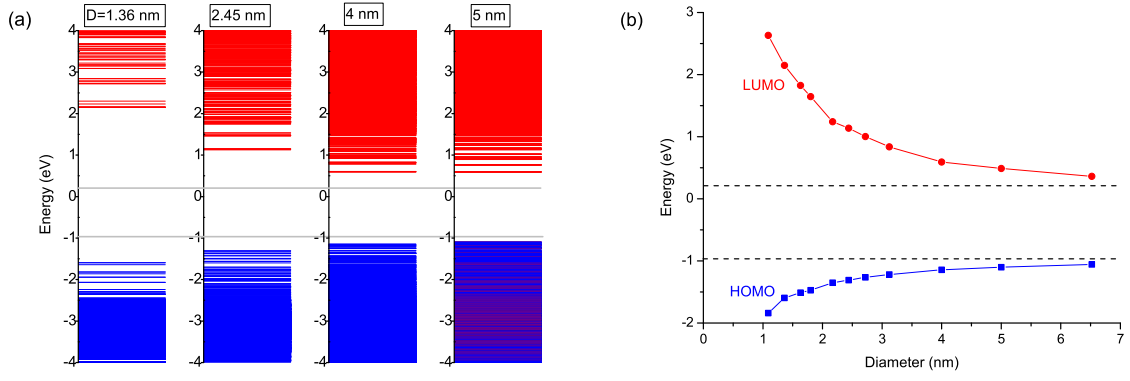 (a)
D=1.36 nm
2.45 nm
4 nm
5 nm
Energy (eV)
4 4 4 4
3 3 3 3
2 2 2 2
1 1 1 1
0 0 0 0
-1 -1 -1 -1
-2 -2 -2 -2
-3 -3 -3 -3
-4 -4 -4 -4
(b)
Energy (eV)
3
2
1
0
-1
-2
LUMO
HOMO
0 1 2 3 4 5 6 7
Diameter (nm)